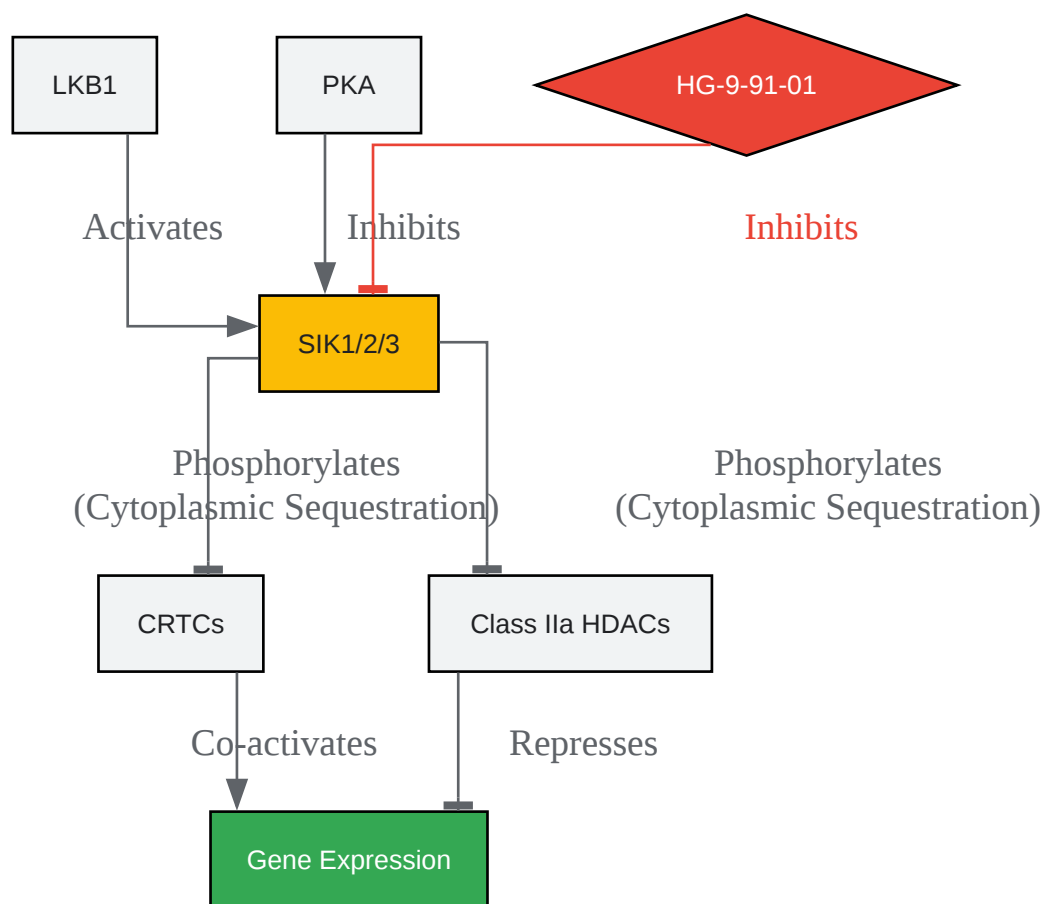 LKB1
PKA
HG-9-91-01
Activates
Inhibits
Inhibits
SIK1/2/3
Phosphorylates
(Cytoplasmic Sequestration)
Phosphorylates
(Cytoplasmic Sequestration)
CRTCs
Class IIa HDACs
Co-activates
Represses
Gene Expression